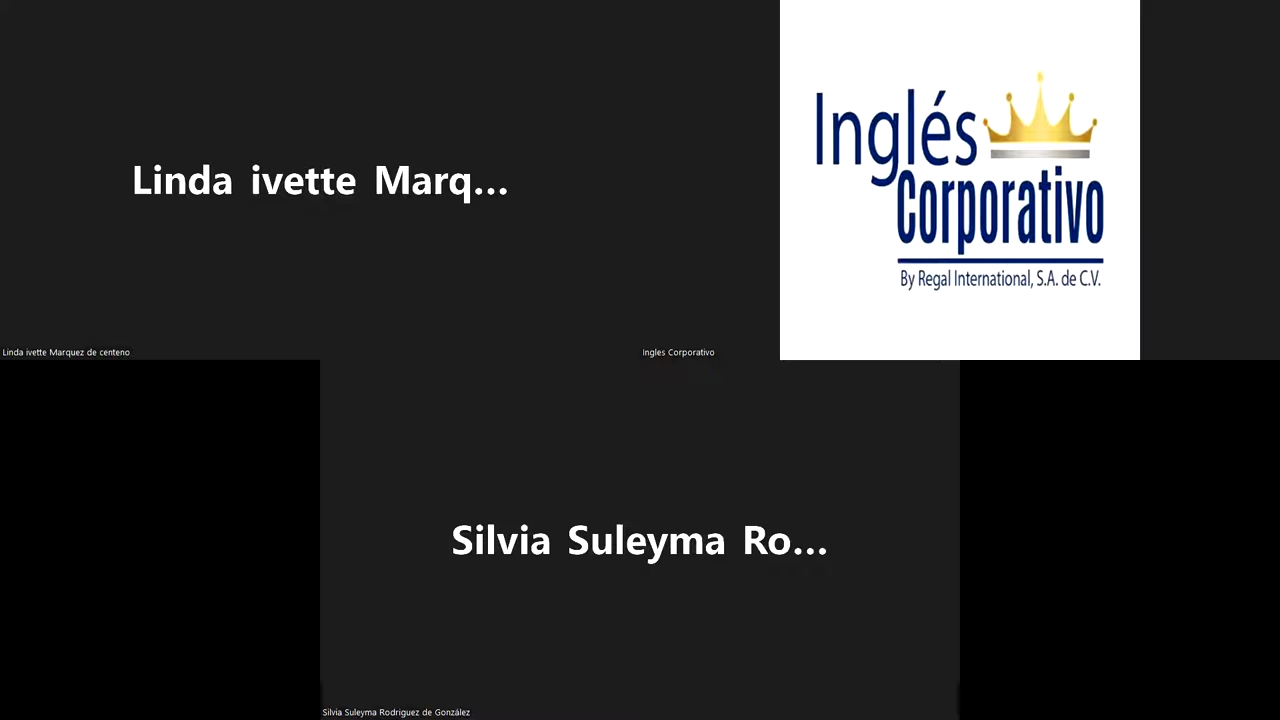 Linda ivette Marq...
Inglés
Corporativo
By Regal International, S.A. de C.V.
Linda ivette Marquez de centeno
Ingles Corporativo
Silvia Suleyma Ro...
Silvia Suleyma Rodriguez de González